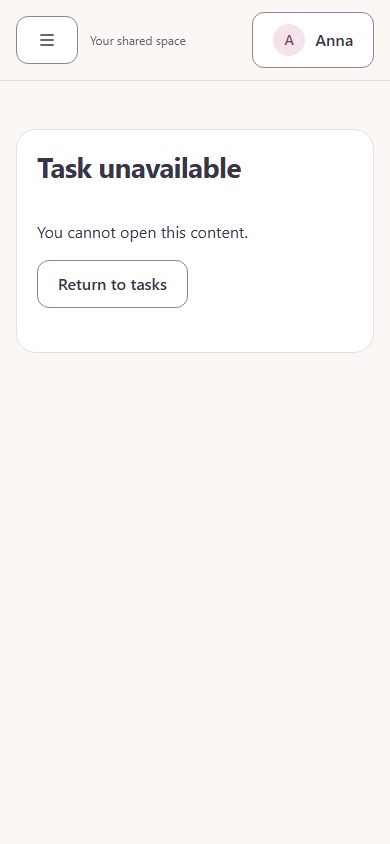 Your shared space
A
Anna
Task unavailable
You cannot open this content.
Return to tasks